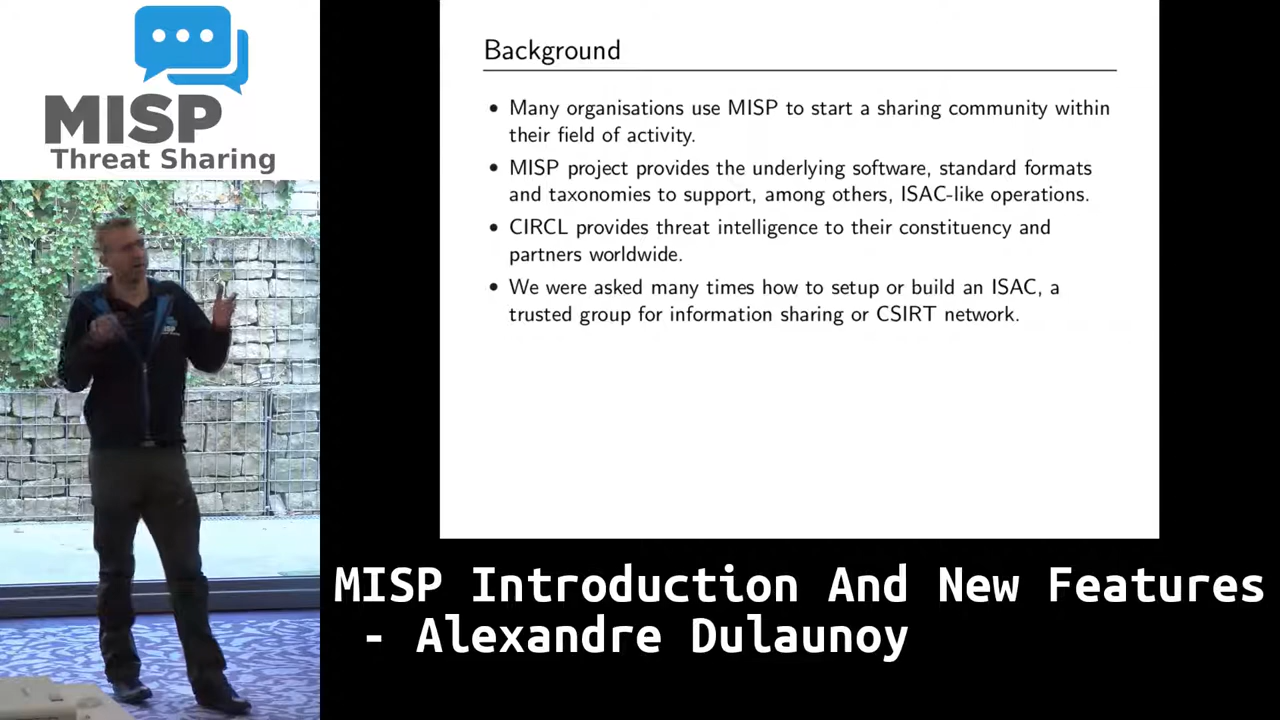 MISP
Threat Sharing
Background
• Many organisations use MISP to start a sharing community within
their field of activity.
• MISP project provides the underlying software, standard formats
and taxonomies to support, among others, ISAC-like operations.
• CIRCL provides threat intelligence to their constituency and
partners worldwide.
• We were asked many times how to setup or build an ISAC, a
trusted group for information sharing or CSIRT network.
MISP
MISP Introduction And New Features
- Alexandre Dulaunoy